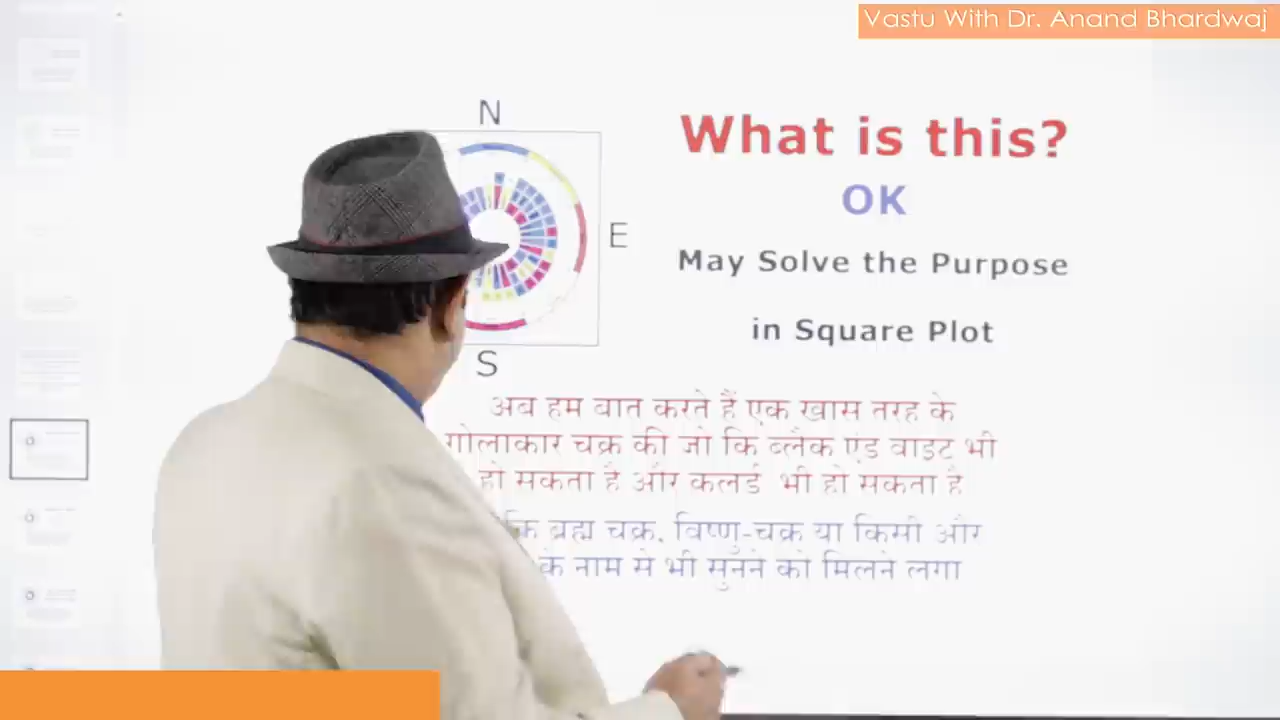 Vastu With Dr. Anand Bhardwaj
N
What is this?
OK
E
May Solve the Purpose
in Square Plot
S
अब हम बात करते हैं एक खास तरह के
गोलाकार चक्र की जो कि ब्लैक एंड वाइट भी
हो सकता है और कलर्ड भी हो सकता है
ब्रह्म चक्र, विष्णु-चक्र या किसी और
के नाम से भी सुनने को मिलने लगा